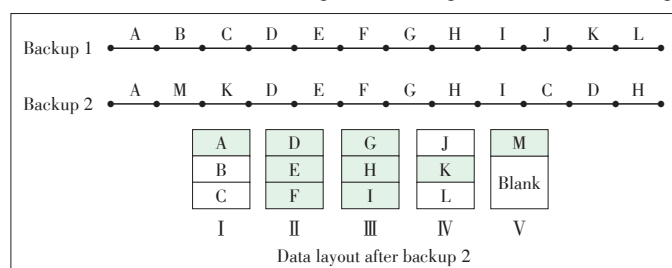 Backup 1 A B C D E F G H I J K L
Backup 2 A M K D E F G H I C D H
A D G J M
B E H K Blank
C F I L
Ⅰ Ⅱ Ⅲ Ⅳ Ⅴ
Data layout after backup 2